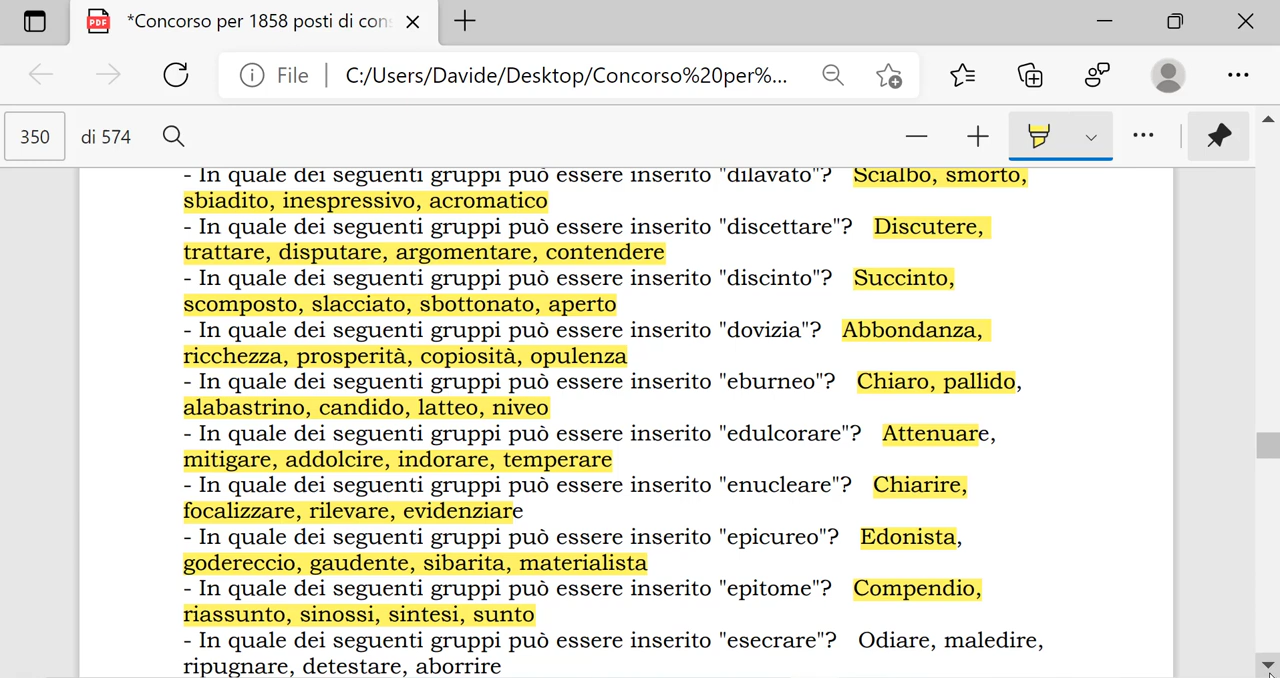 *Concorso per 1858 posti di con
File | C:/Users/Davide/Desktop/Concorso%20per%...
350 di 574
- In quale dei seguenti gruppi può essere inserito "dilavato"? Scialbo, smorto,
sbiadito, inespressivo, acromatico
- In quale dei seguenti gruppi può essere inserito "discettare"? Discutere,
trattare, disputare, argomentare, contendere
- In quale dei seguenti gruppi può essere inserito "discinto"? Succinto,
scomposto, slacciato, sbottonato, aperto
- In quale dei seguenti gruppi può essere inserito "dovizia"? Abbondanza,
ricchezza, prosperità, copiosità, opulenza
- In quale dei seguenti gruppi può essere inserito "eburneo"? Chiaro, pallido,
alabastrino, candido, latteo, niveo
- In quale dei seguenti gruppi può essere inserito "edulcorare"? Attenuare,
mitigare, addolcire, indorare, temperare
- In quale dei seguenti gruppi può essere inserito "enucleare"? Chiarire,
focalizzare, rilevare, evidenziare
- In quale dei seguenti gruppi può essere inserito "epicureo"? Edonista,
godereccio, gaudente, sibarita, materialista
- In quale dei seguenti gruppi può essere inserito "epitome"? Compendio,
riassunto, sinossi, sintesi, sunto
- In quale dei seguenti gruppi può essere inserito "esecrare"? Odiare, maledire,
ripugnare, detestare, aborrire